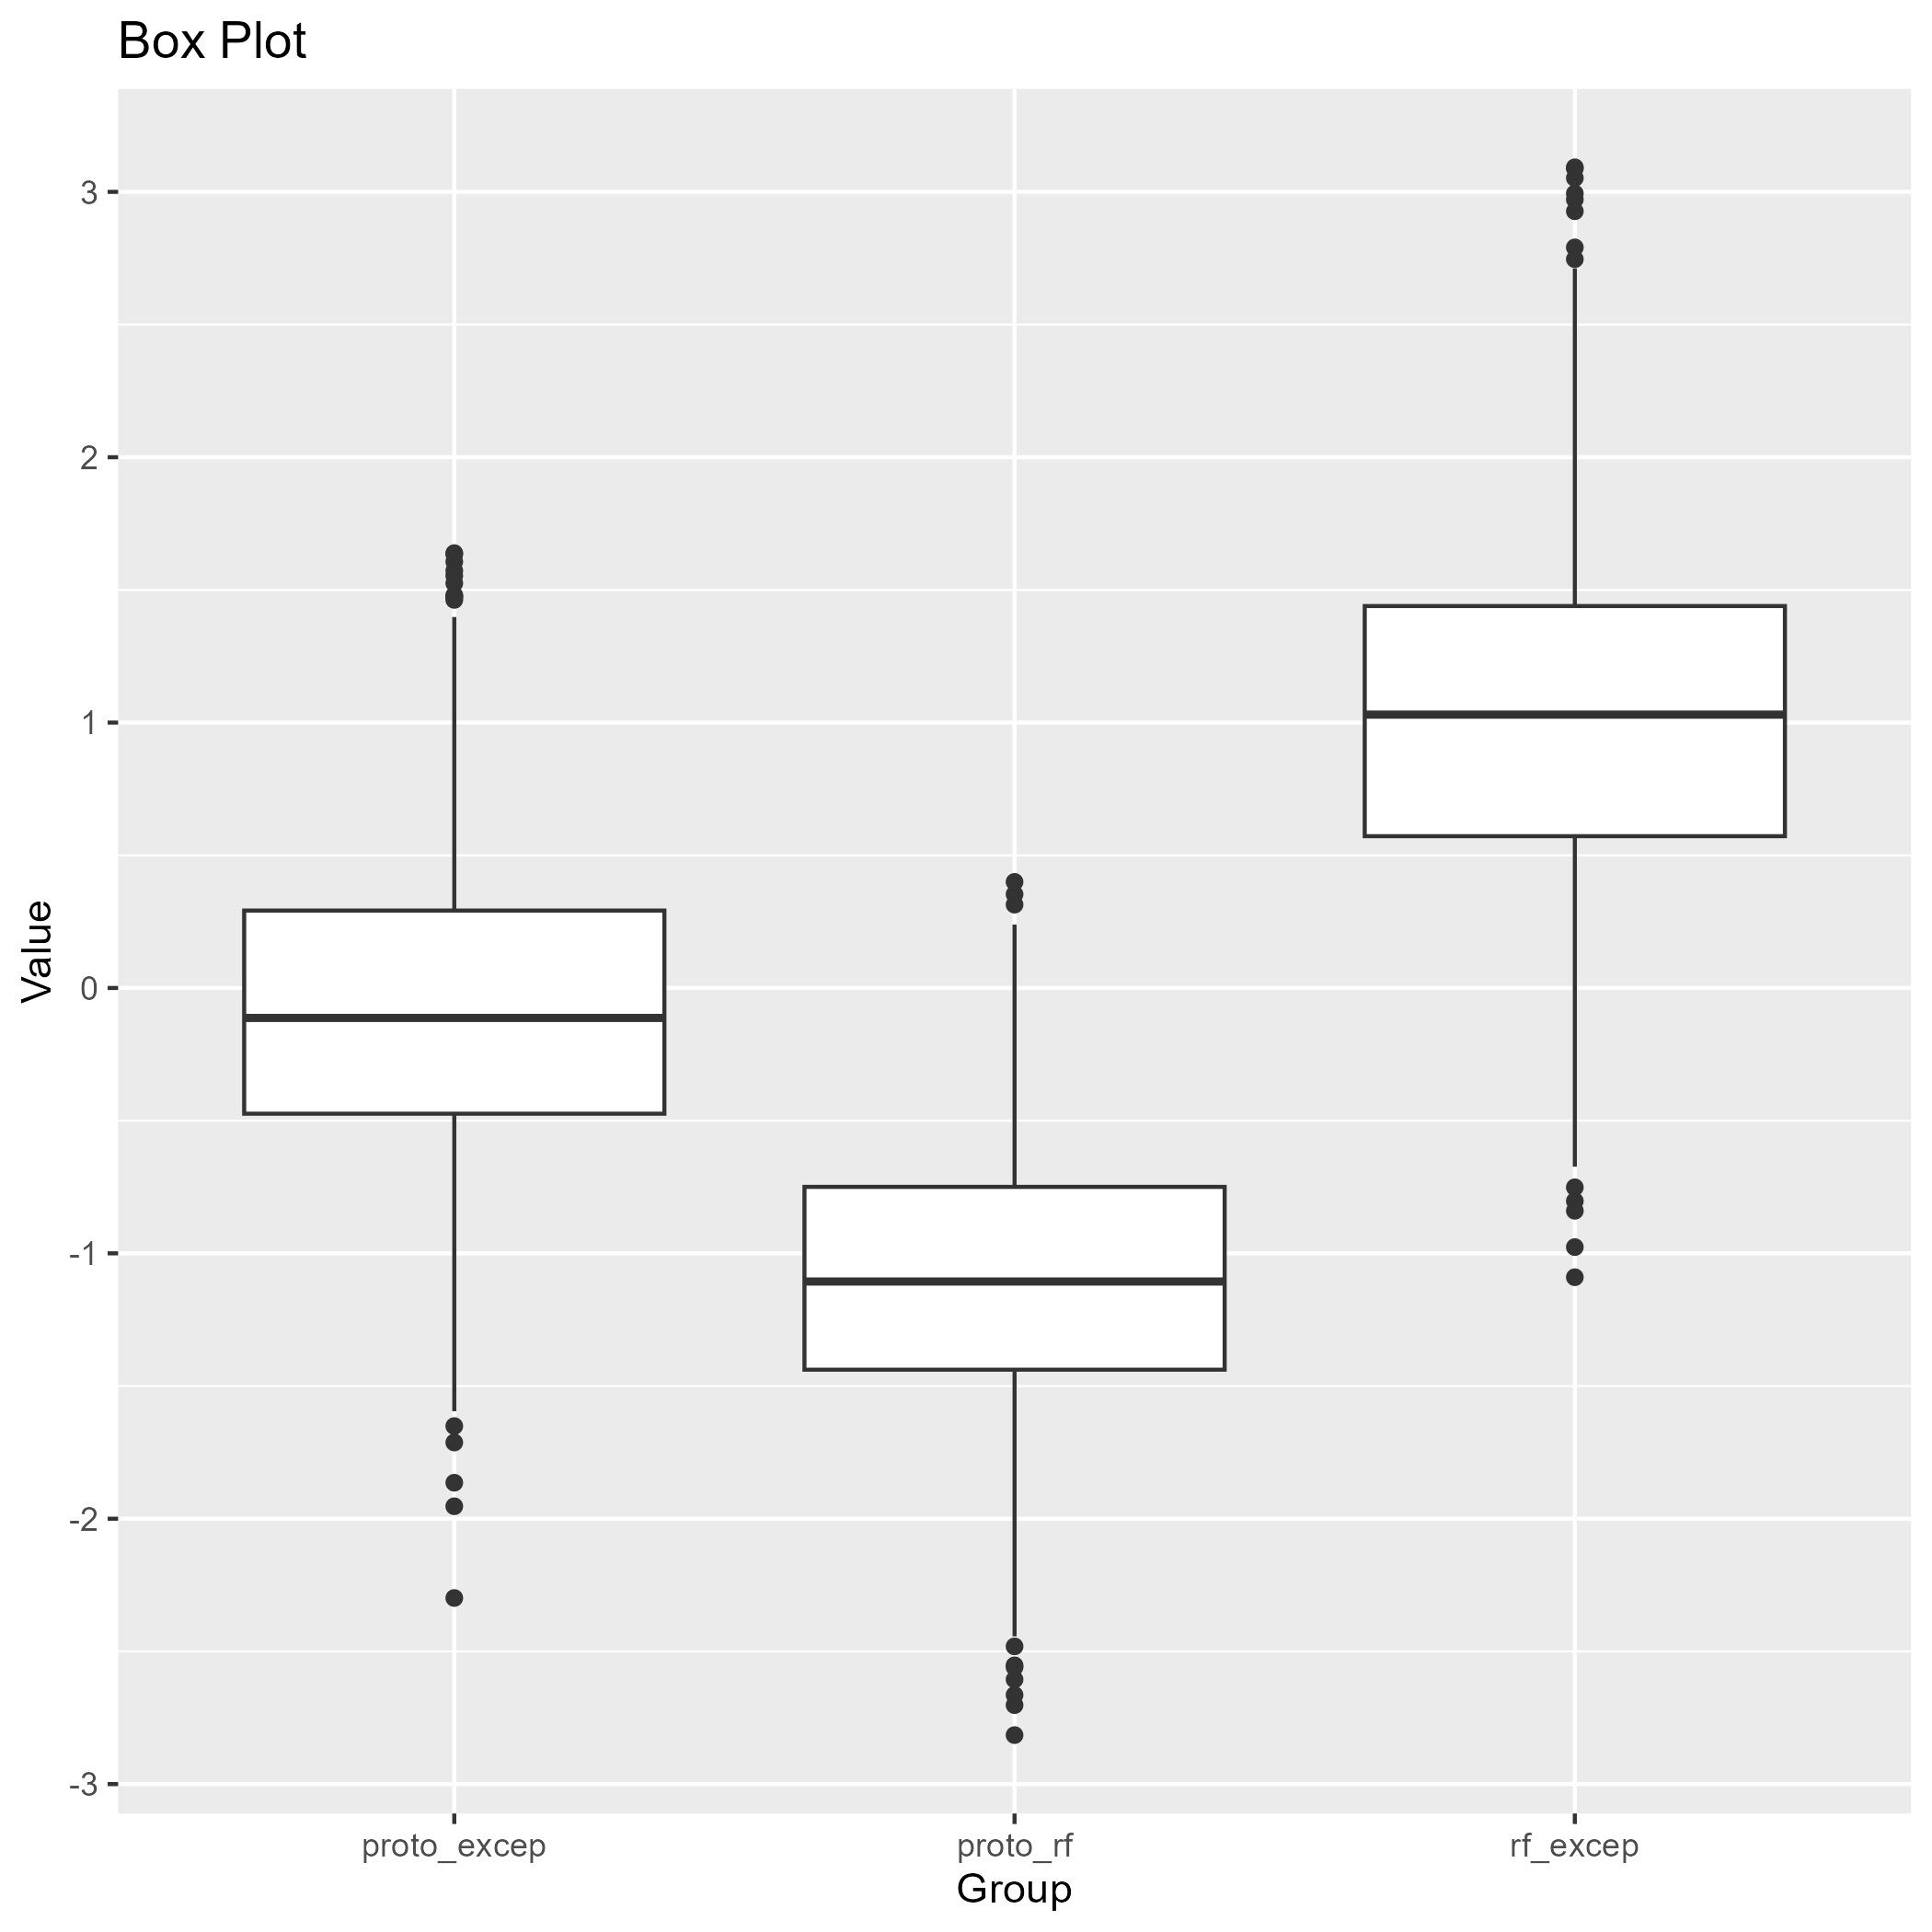 Box Plot
Value
3
2
1
0
-1
-2
-3
proto_excep
proto_rf
rf_excep
Group